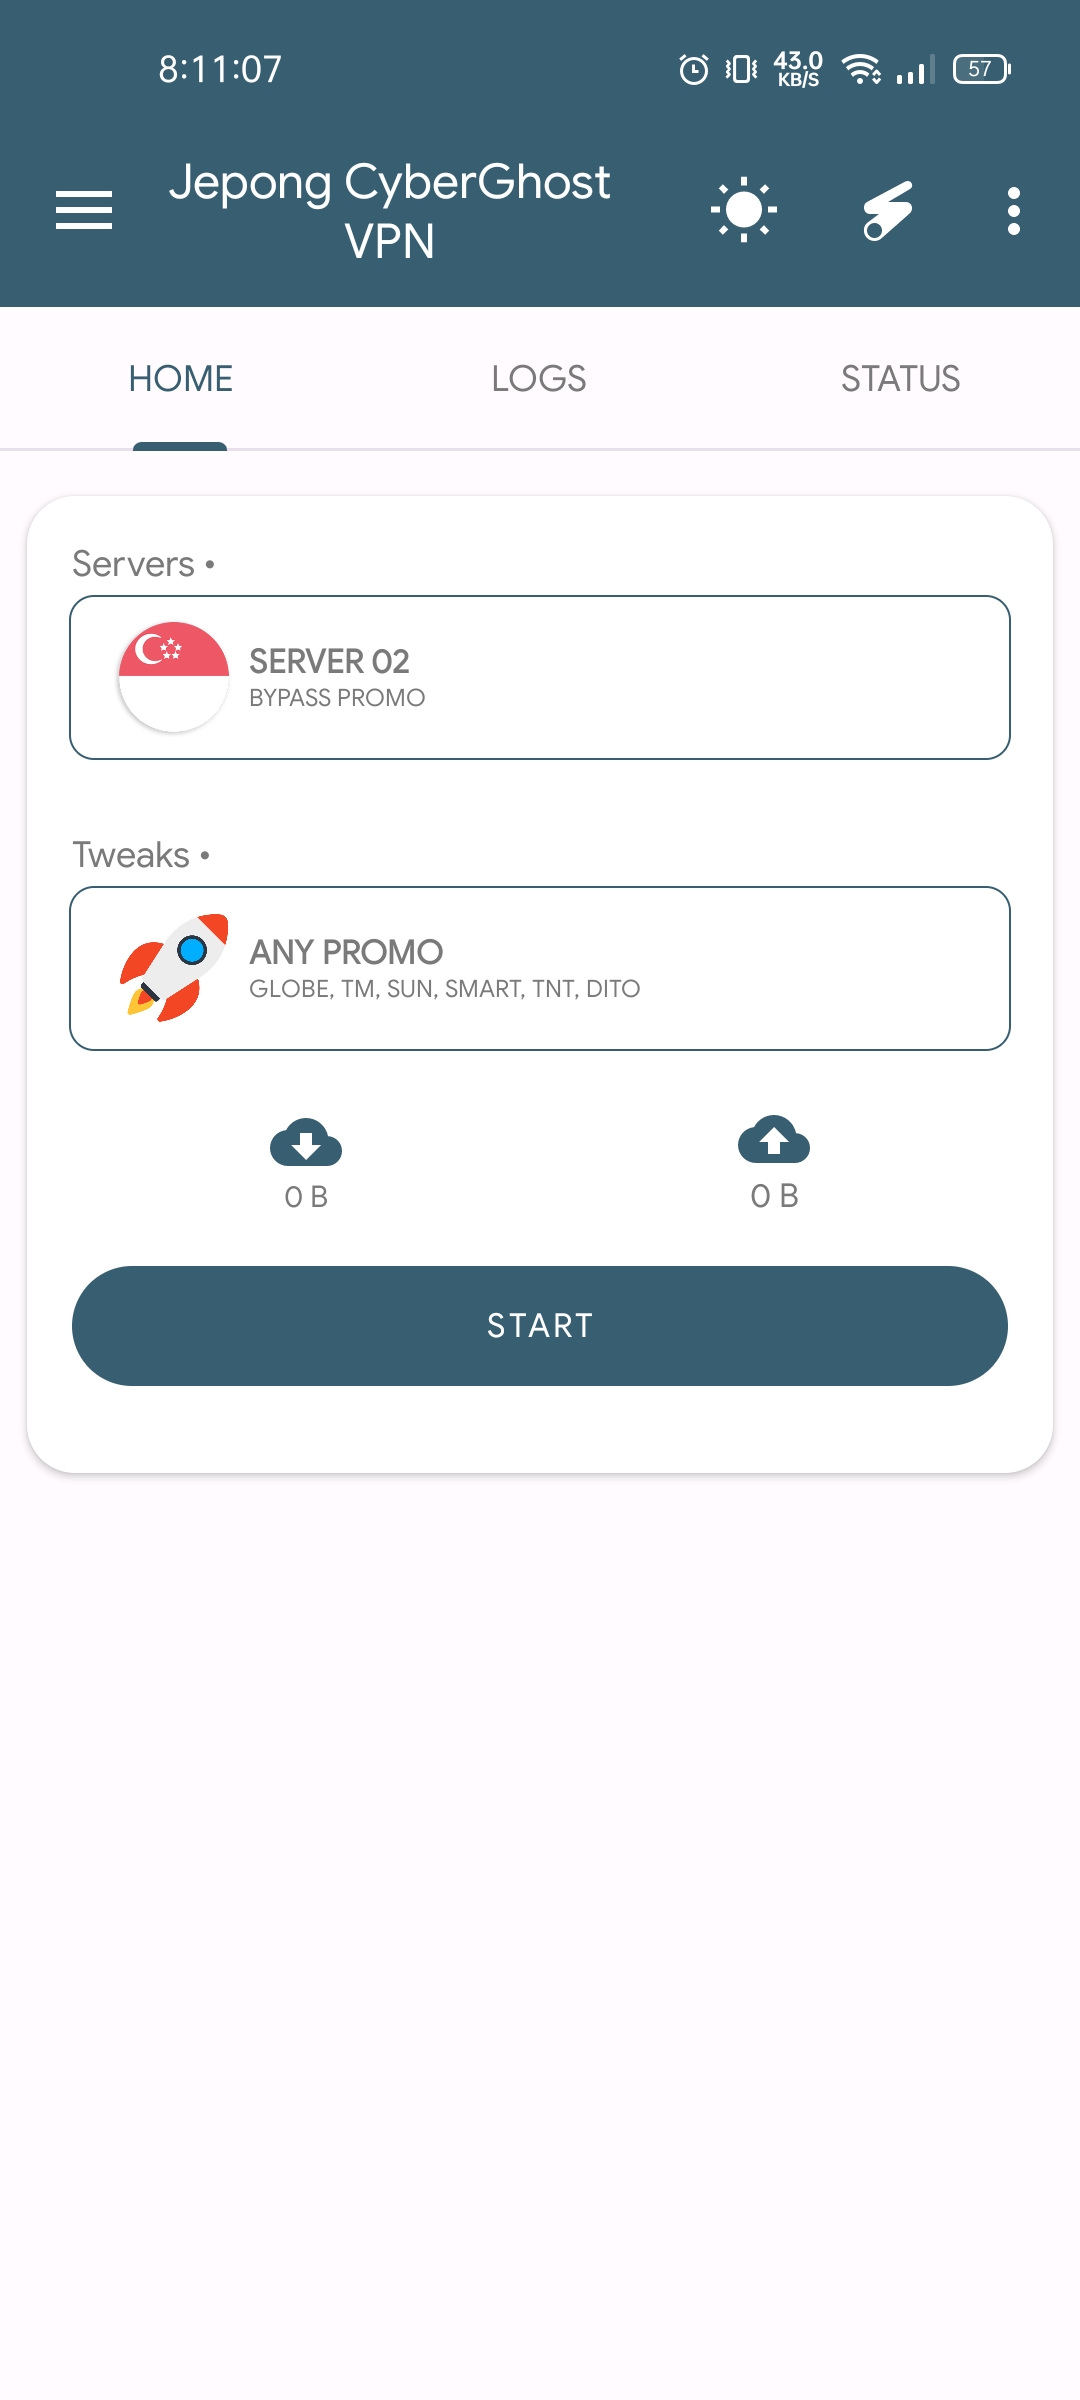 8:11:07
43.0
KB/S
57
Jepong CyberGhost
VPN
HOME
LOGS
STATUS
Servers •
SERVER 02
BYPASS PROMO
Tweaks •
ANY PROMO
GLOBE, TM, SUN, SMART, TNT, DITO
0 B
0 B
START